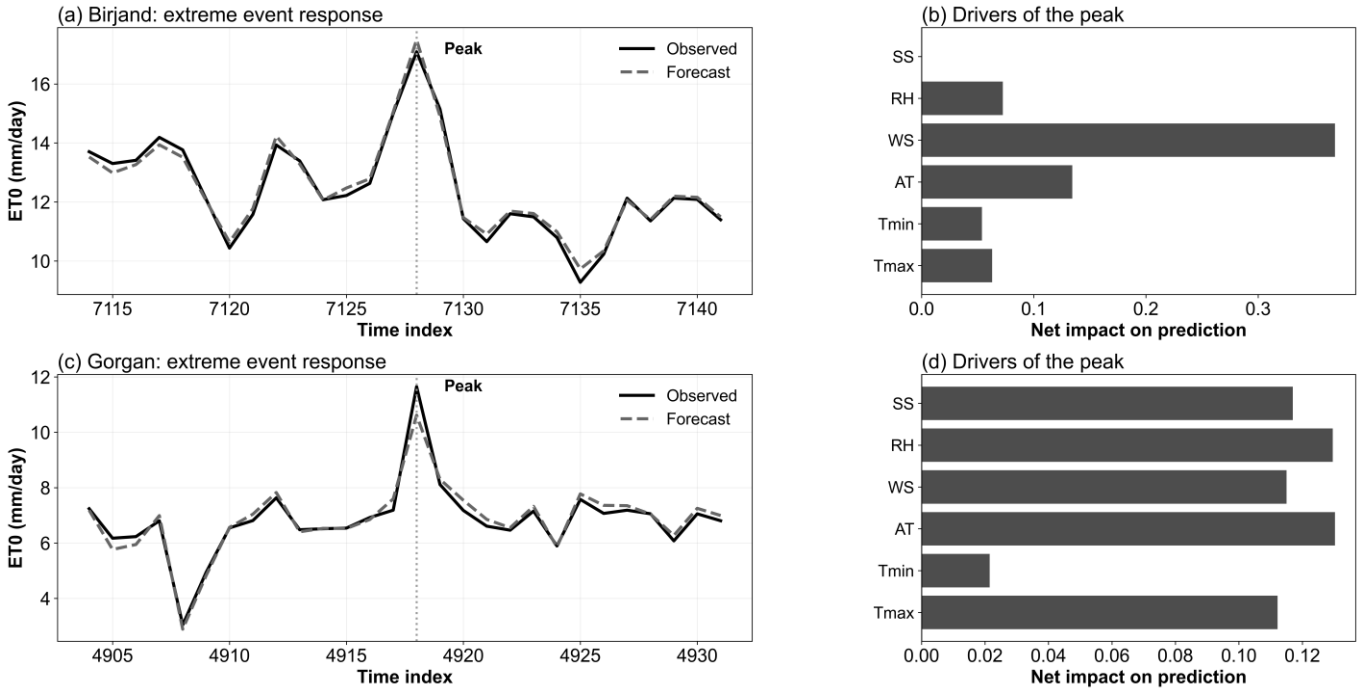 (a) Birjand: extreme event response
ET0 (mm/day)
16
14
12
10
Peak
Observed
Forecast
7115 7120 7125 7130 7135 7140
Time index
(b) Drivers of the peak
SS
RH
WS
AT
Tmin
Tmax
0.0 0.1 0.2 0.3
Net impact on prediction
(c) Gorgan: extreme event response
ET0 (mm/day)
12
10
8
6
4
Peak
Observed
Forecast
4905 4910 4915 4920 4925 4930
Time index
(d) Drivers of the peak
SS
RH
WS
AT
Tmin
Tmax
0.00 0.02 0.04 0.06 0.08 0.10 0.12
Net impact on prediction